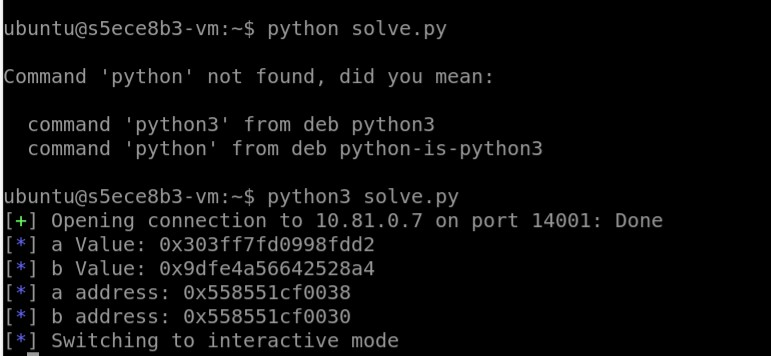 ubuntu@s5ece8b3-vm:~$ python solve.py
Command 'python' not found, did you mean:
command 'python3' from deb python3
command 'python' from deb python-is-python3
ubuntu@s5ece8b3-vm:~$ python3 solve.py
[+] Opening connection to 10.81.0.7 on port 14001: Done
[*] a Value: 0x303ff7fd0998fdd2
[*] b Value: 0x9dfe4a56642528a4
[*] a address: 0x558551cf0038
[*] b address: 0x558551cf0030
[*] Switching to interactive mode